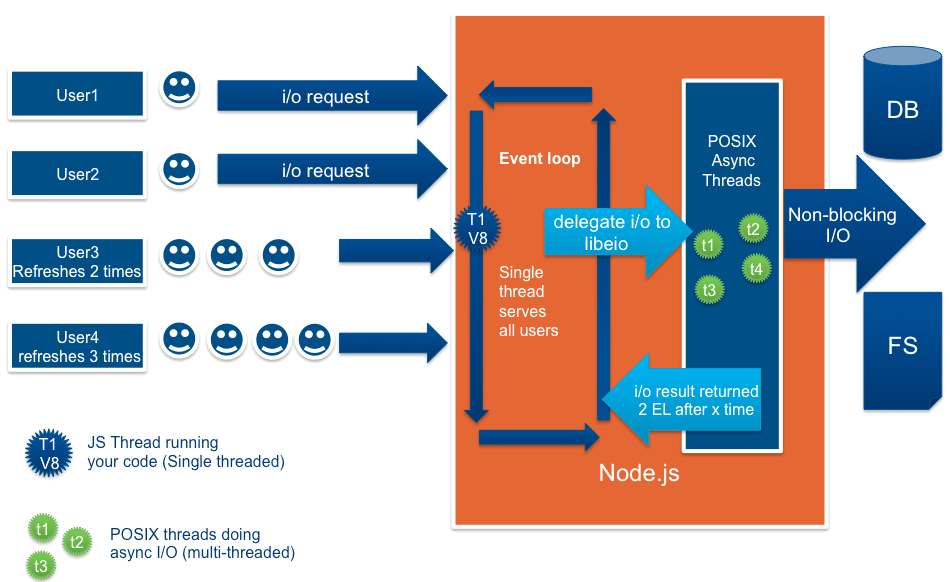 User1
i/o request
User2
i/o request
User3
Refreshes 2 times
User4
refreshes 3 times
T1
V8
JS Thread running
your code (Single threaded)
t1
t2
t3
POSIX threads doing
async I/O (multi-threaded)
Event loop
T1
V8
Single
thread
serves
all users
delegate i/o to
libeio
POSIX
Async
Threads
t1
t2
t3
t4
i/o result returned
2 EL after x time
Node.js
Non-blocking
I/O
DB
FS